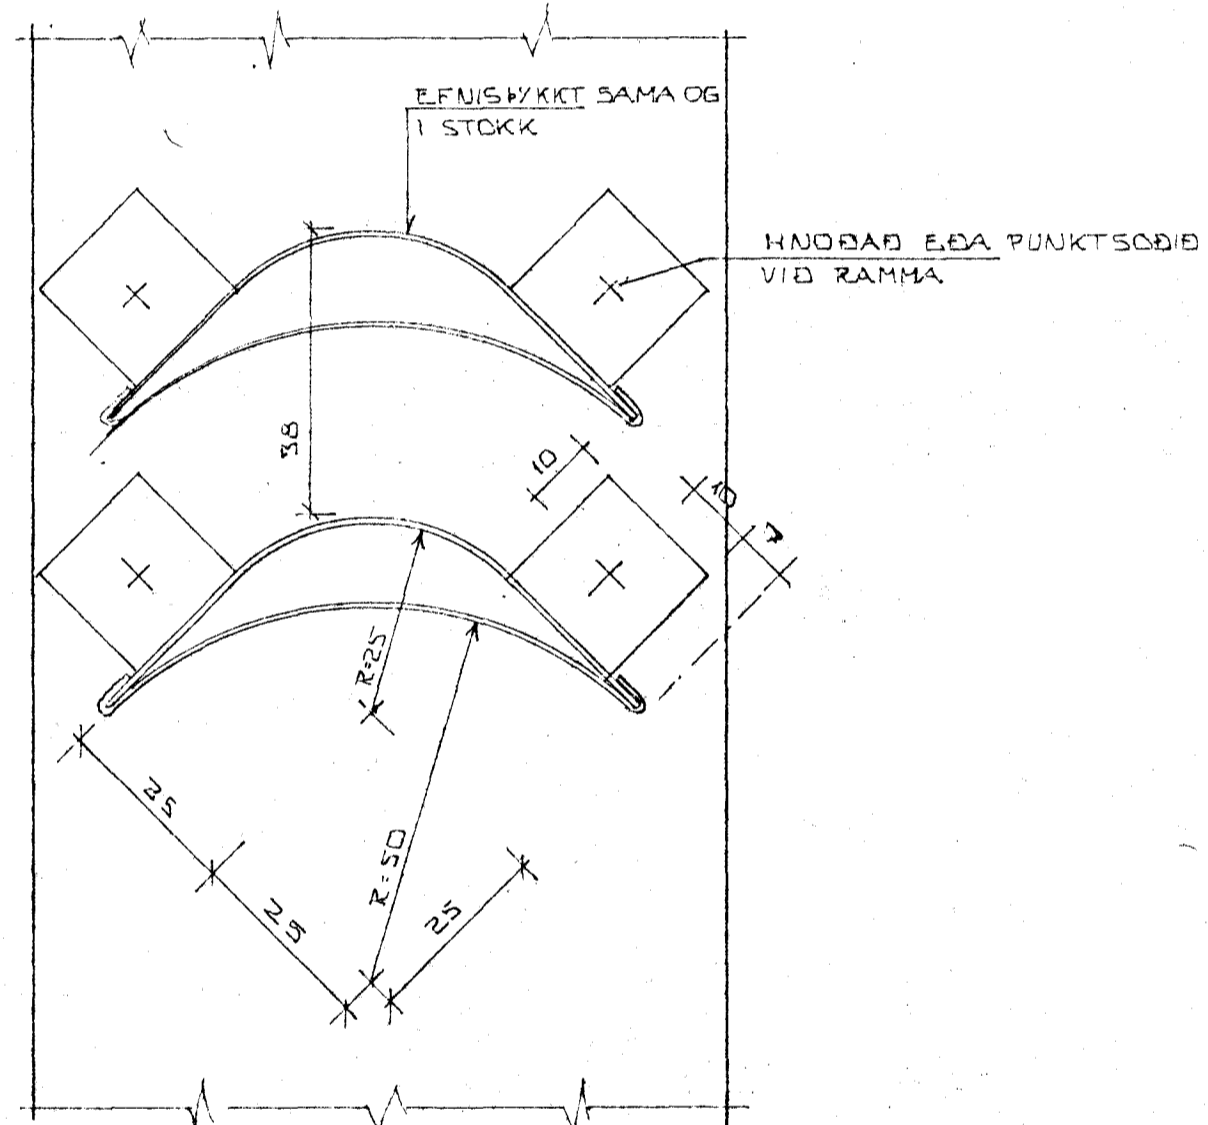 EFNISÞYKKT SAMA OG
I STOKK
HNOÐAÐ EÐA PUNKTSOÐIÐ
VIÐ RAMMA
38
10
10
7
R=25
25
R=50
25
25